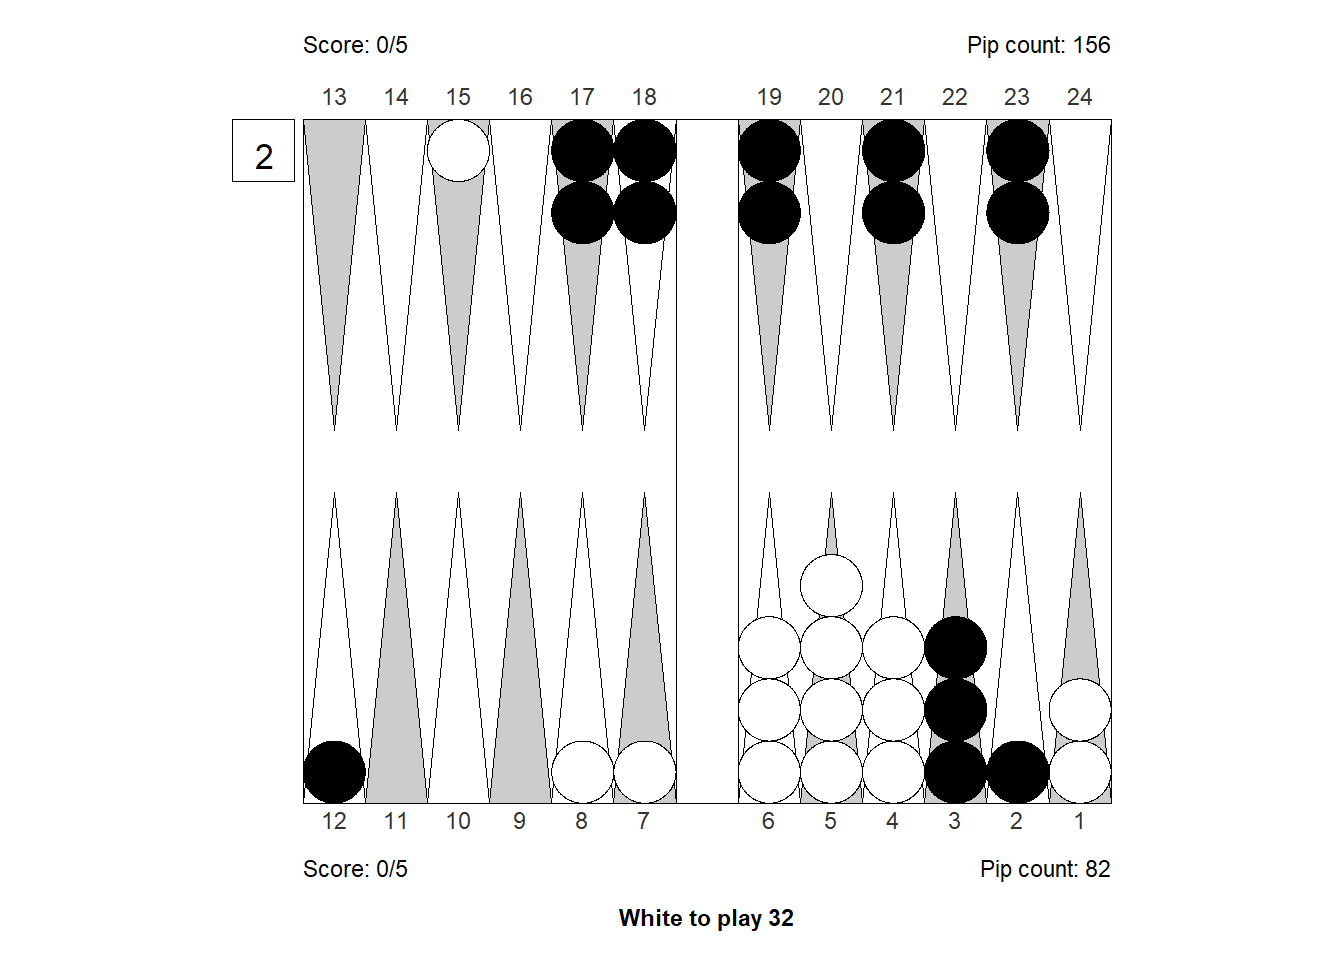 Score: 0/5 Pip count: 156
13 14 15 16 17 18 19 20 21 22 23 24
2
12 11 10 9 8 7 6 5 4 3 2 1
Score: 0/5 Pip count: 82
White to play 32